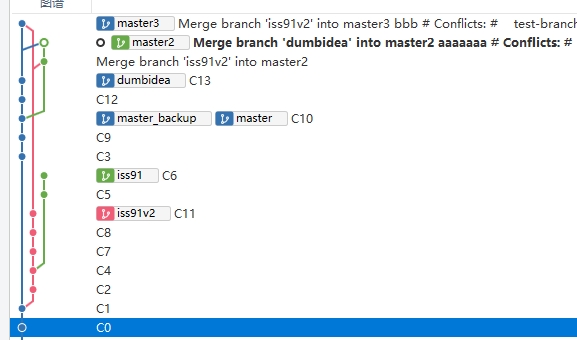 图谱
master3 Merge branch 'iss91v2' into master3 bbb # Conflicts: # test-branch
master2 Merge branch 'dumbidea' into master2 aaaaaaa # Conflicts: #
Merge branch 'iss91v2' into master2
dumbidea C13
C12
master_backup master C10
C9
C3
iss91 C6
C5
iss91v2 C11
C8
C7
C4
C2
C1
C0